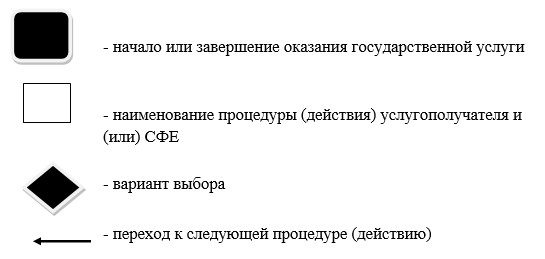 - начало или завершение оказания государственной услуги
- наименование процедуры (действия) услугополучателя и
(или) СФЕ
- вариант выбора
- переход к следующей процедуре (действию)